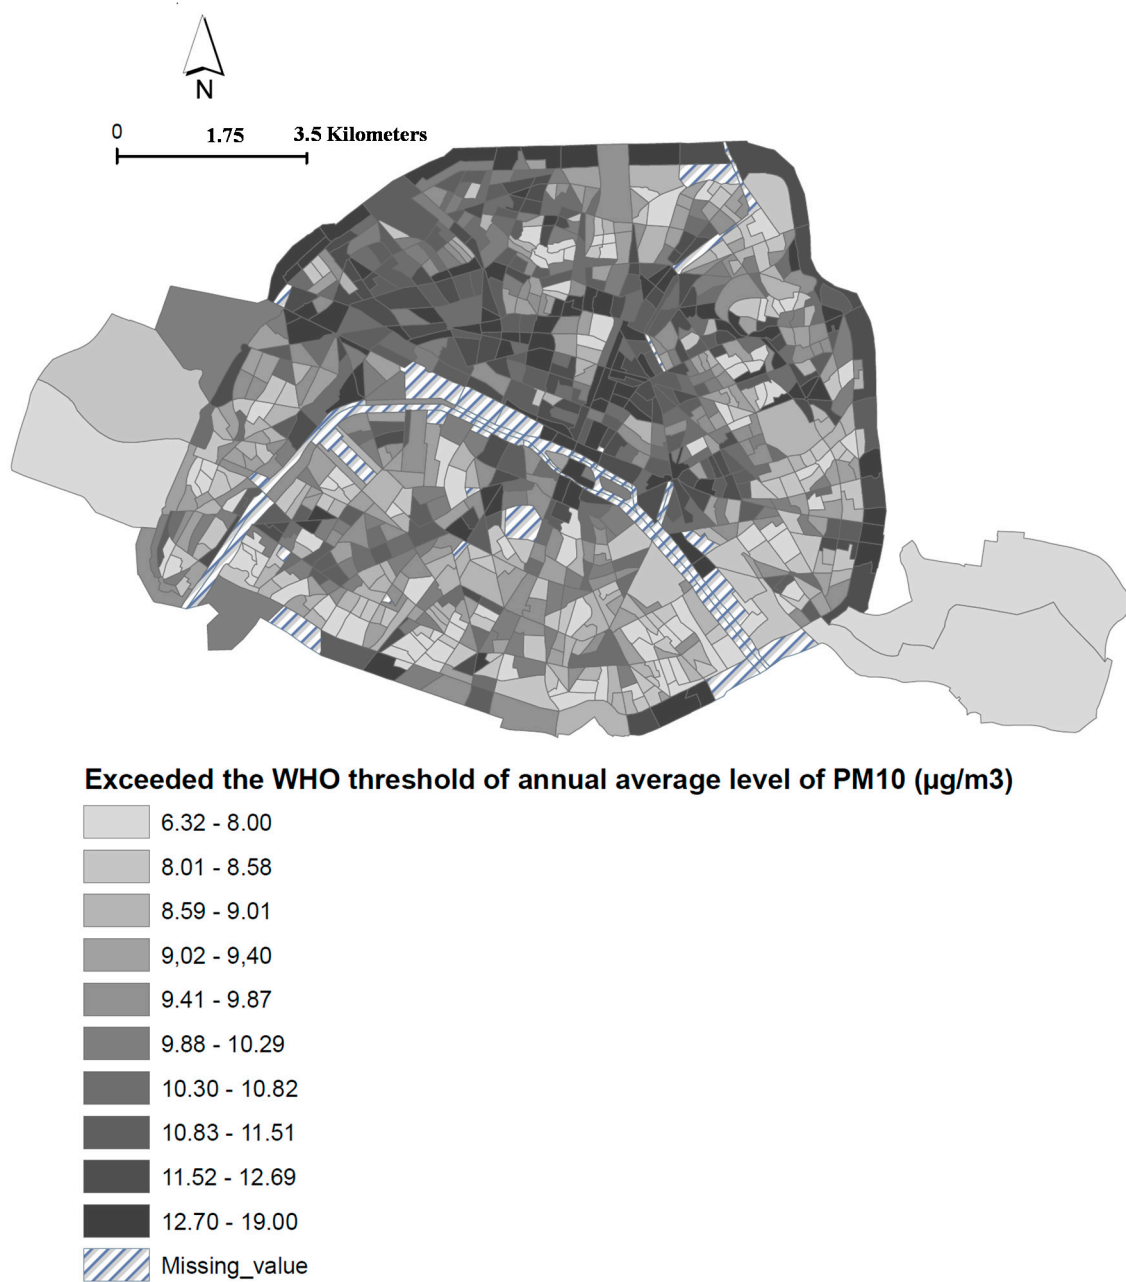 N
0 1.75 3.5 Kilometers
Exceeded the WHO threshold of annual average level of PM10 (µg/m3)
6.32 - 8.00
8.01 - 8.58
8.59 - 9.01
9,02 - 9,40
9.41 - 9.87
9.88 - 10.29
10.30 - 10.82
10.83 - 11.51
11.52 - 12.69
12.70 - 19.00
Missing_value